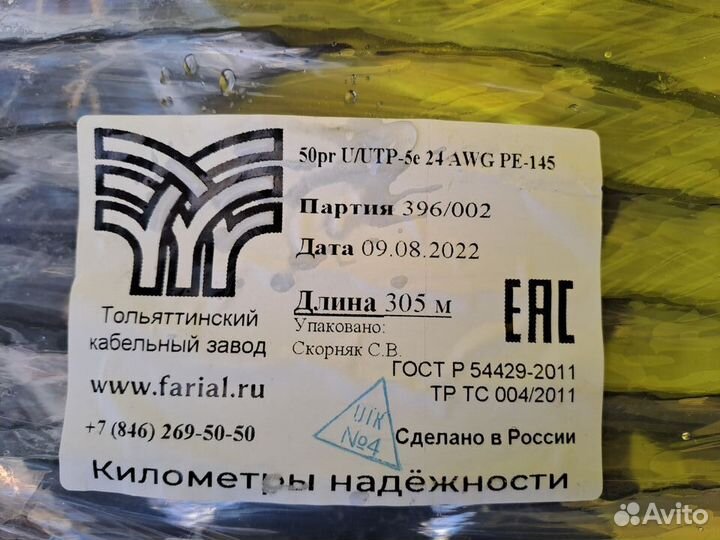 50pr U/UTP-5e 24 AWG PE-145
Партия 396/002
Дата 09.08.2022
Длина 305 м
Упаковано:
Скорняк С.В.
Тольяттинский
кабельный завод
www.farial.ru
+7 (846) 269-50-50
EAC
ГОСТ Р 54429-2011
ТР ТС 004/2011
№4
Сделано в России
Километры надёжности
Avito